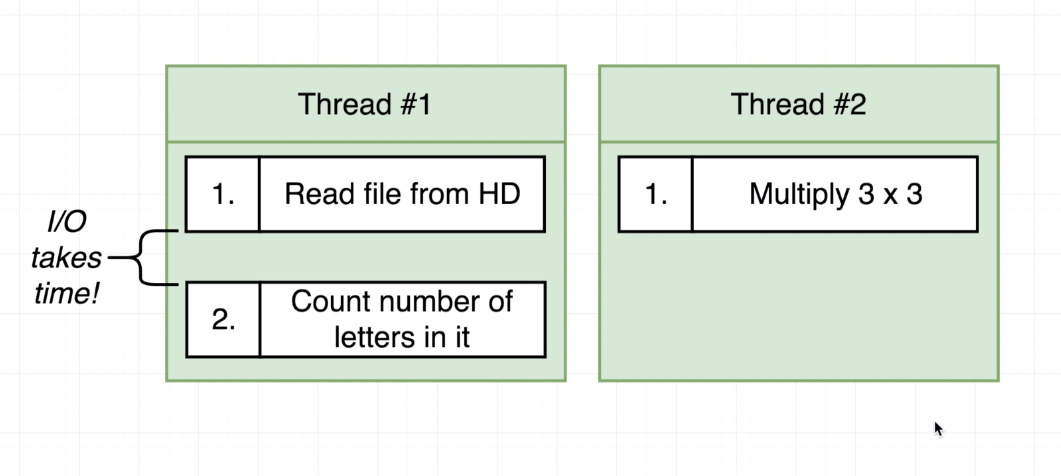 Thread #1
Thread #2
1.
Read file from HD
1.
Multiply 3 x 3
I/O
takes
time!
2.
Count number of
letters in it